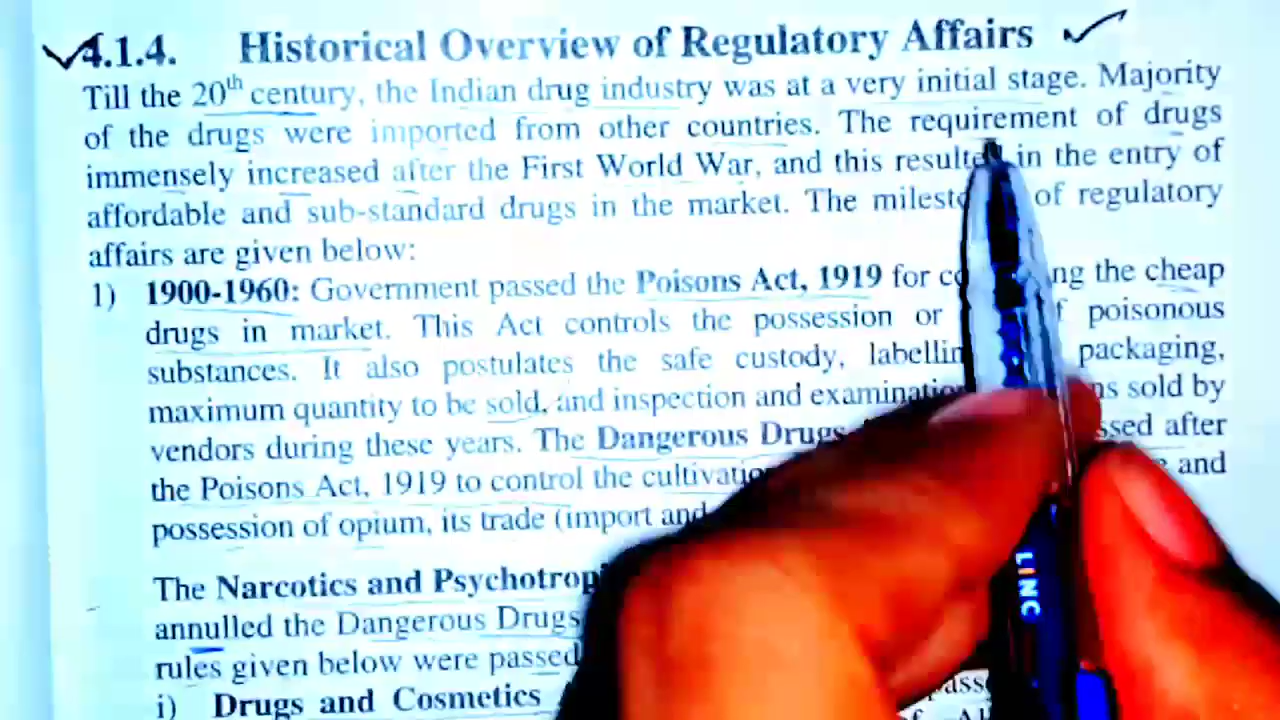 4.1.4. Historical Overview of Regulatory Affairs
Till the 20th century, the Indian drug industry was at a very initial stage. Majority
of the drugs were imported from other countries. The requirement of drugs
immensely increased after the First World War, and this resulted in the entry of
affordable and sub-standard drugs in the market. The of regulatory
affairs are given below:
1) 1900-1960: Government passed the Poisons Act, 1919 for the cheap
drugs in market. This Act controls the possession or poisonous
substances. It also postulates the safe custody, packaging,
maximum quantity to be sold, and inspection and sold by
vendors during these years. The Dangerous Drugs after
the Poisons Act, 1919 to control the and
possession of opium, its trade (import and
The Narcotics and
annulled the Dangerous Drugs
rules given below were passed
i) Drugs and Cosmetics
LINC